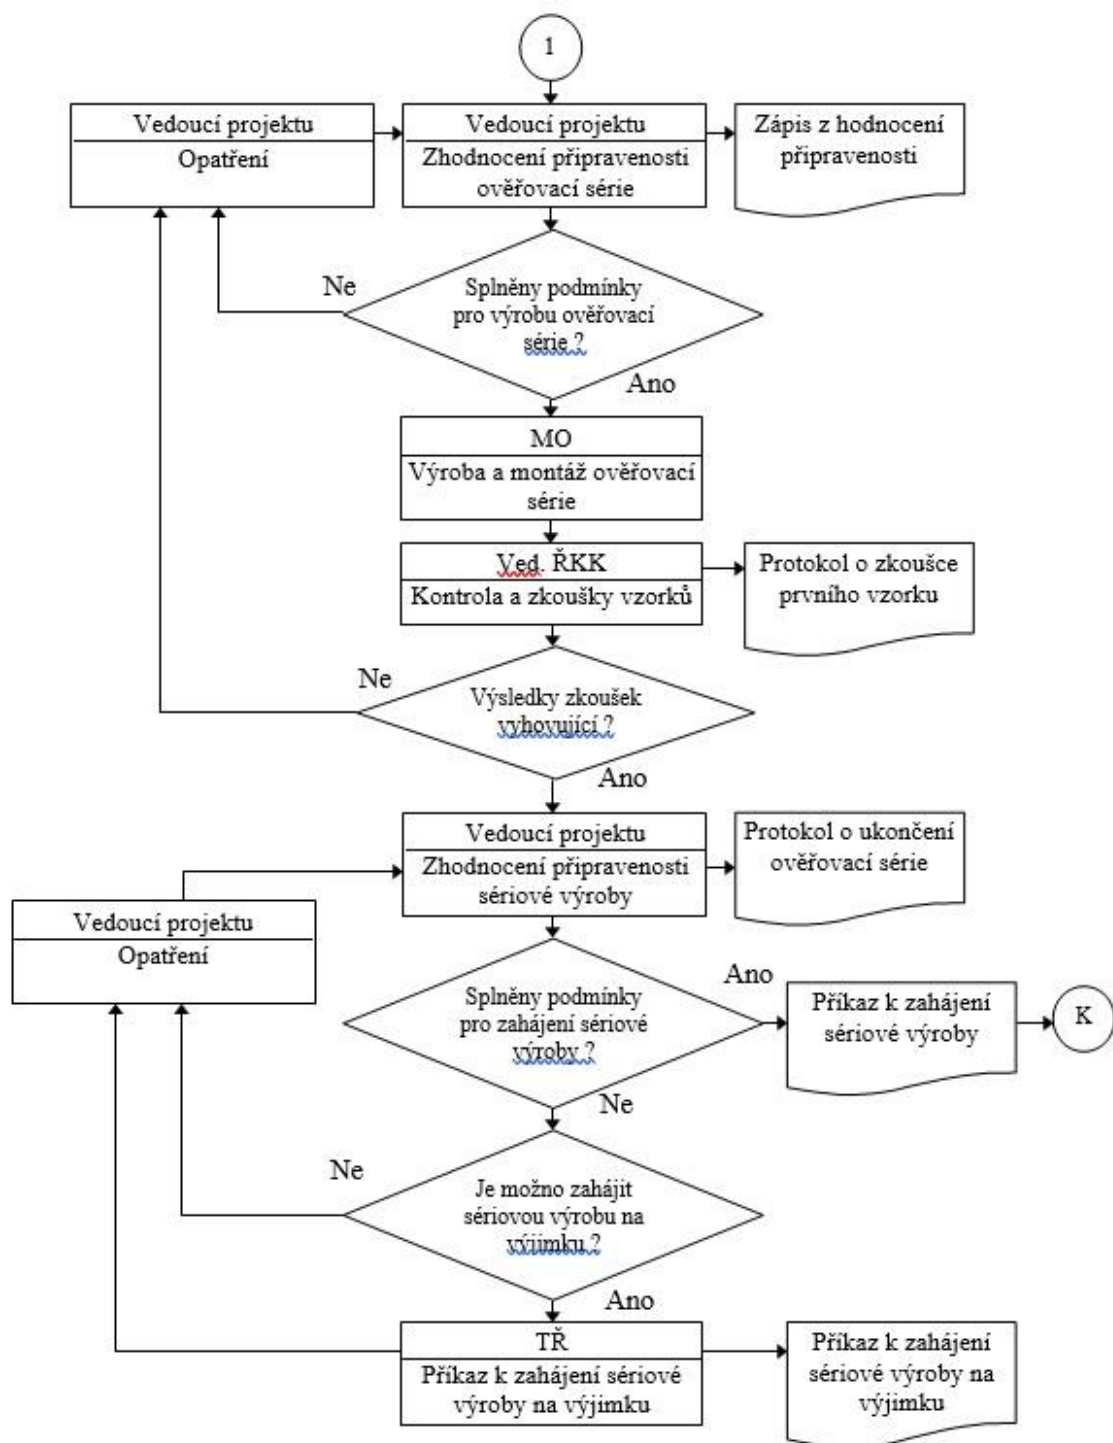 1
Vedoucí projektu
Opatření
Vedoucí projektu
Zhodnocení připravenosti
ověřovací série
Zápis z hodnocení
připravenosti
Ne
Splněny podmínky
pro výrobu ověřovací
série ?
Ano
MO
Výroba a montáž ověřovací
série
Ved. ŘKK
Kontrola a zkoušky vzorků
Protokol o zkoušce
prvního vzorku
Ne
Výsledky zkoušek
vyhovující ?
Ano
Vedoucí projektu
Zhodnocení připravenosti
sériové výroby
Protokol o ukončení
ověřovací série
Vedoucí projektu
Opatření
Splněny podmínky
pro zahájení sériové
výroby ?
Ano
Příkaz k zahájení
sériové výroby
K
Ne
Ne
Je možno zahájit
sériovou výrobu na
výjimku ?
Ano
TŘ
Příkaz k zahájení sériové
výroby na výjimku
Příkaz k zahájení
sériové výroby na
výjimku